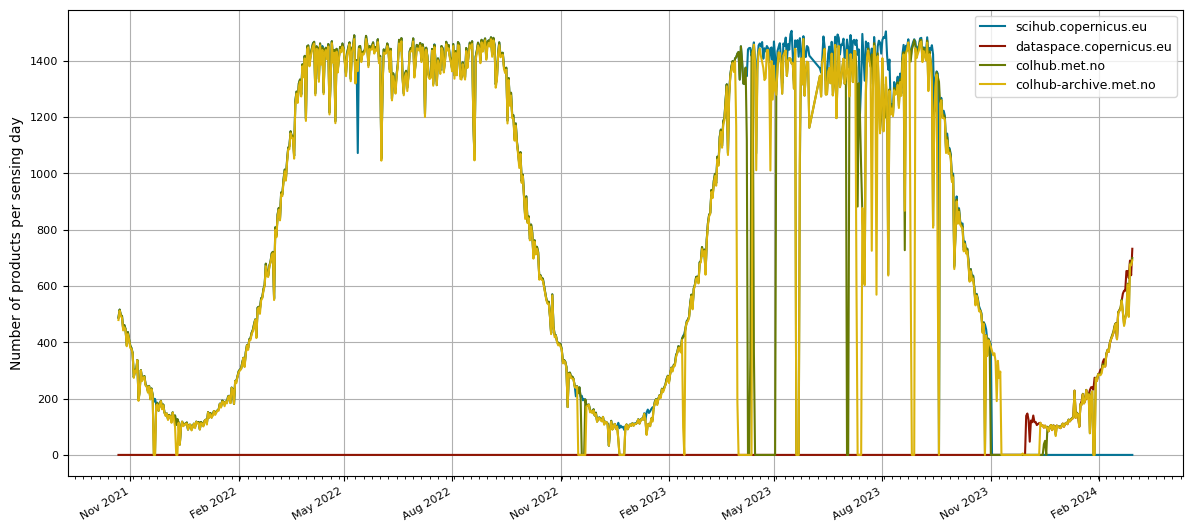 Number of products per sensing day
1400
1200
1000
800
600
400
200
0
scihub.copernicus.eu
dataspace.copernicus.eu
colhub.met.no
colhub-archive.met.no
Nov 2021
Feb 2022
May 2022
Aug 2022
Nov 2022
Feb 2023
May 2023
Aug 2023
Nov 2023
Feb 2024